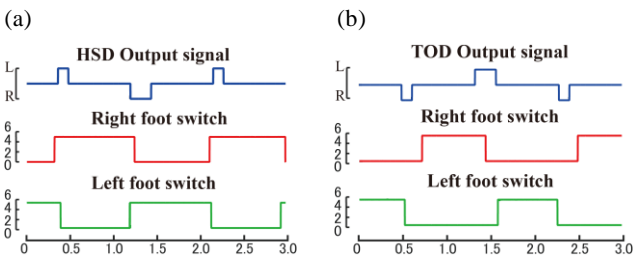 (a)
HSD Output signal
L
R
Right foot switch
6
4
2
0
Left foot switch
6
4
2
0
0 0.5 1.0 1.5 2.0 2.5 3.0
(b)
TOD Output signal
L
R
Right foot switch
6
4
2
0
Left foot switch
6
4
2
0
0 0.5 1.0 1.5 2.0 2.5 3.0